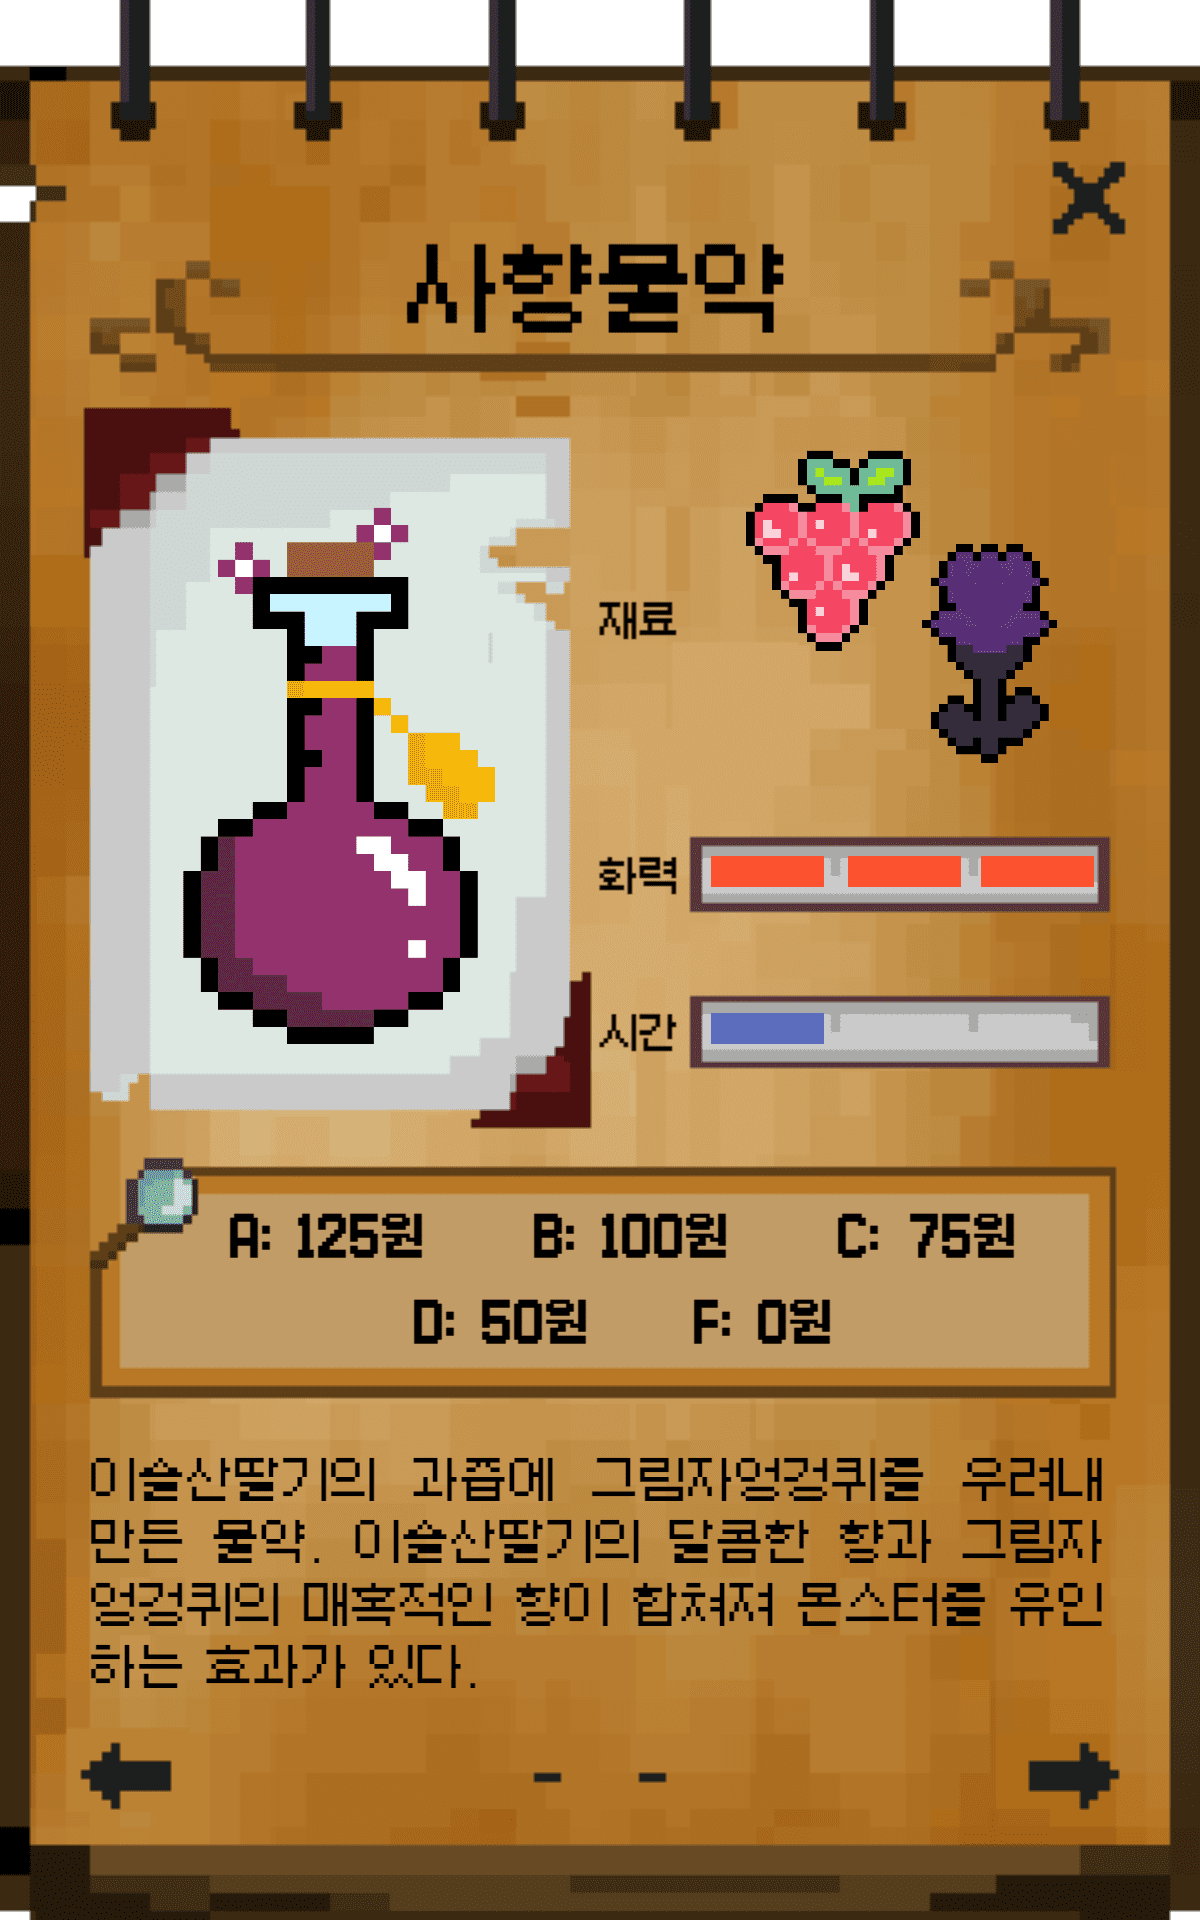 사향물약
재료
화력
시간
A: 125원 B: 100원 C: 75원
D: 50원 F: 0원
이슬산딸기의 과즙에 그림자엉겅퀴를 우려내
만든 물약. 이슬산딸기의 달콤한 향과 그림자
엉겅퀴의 매혹적인 향이 합쳐져 몬스터를 유인
하는 효과가 있다.
- -